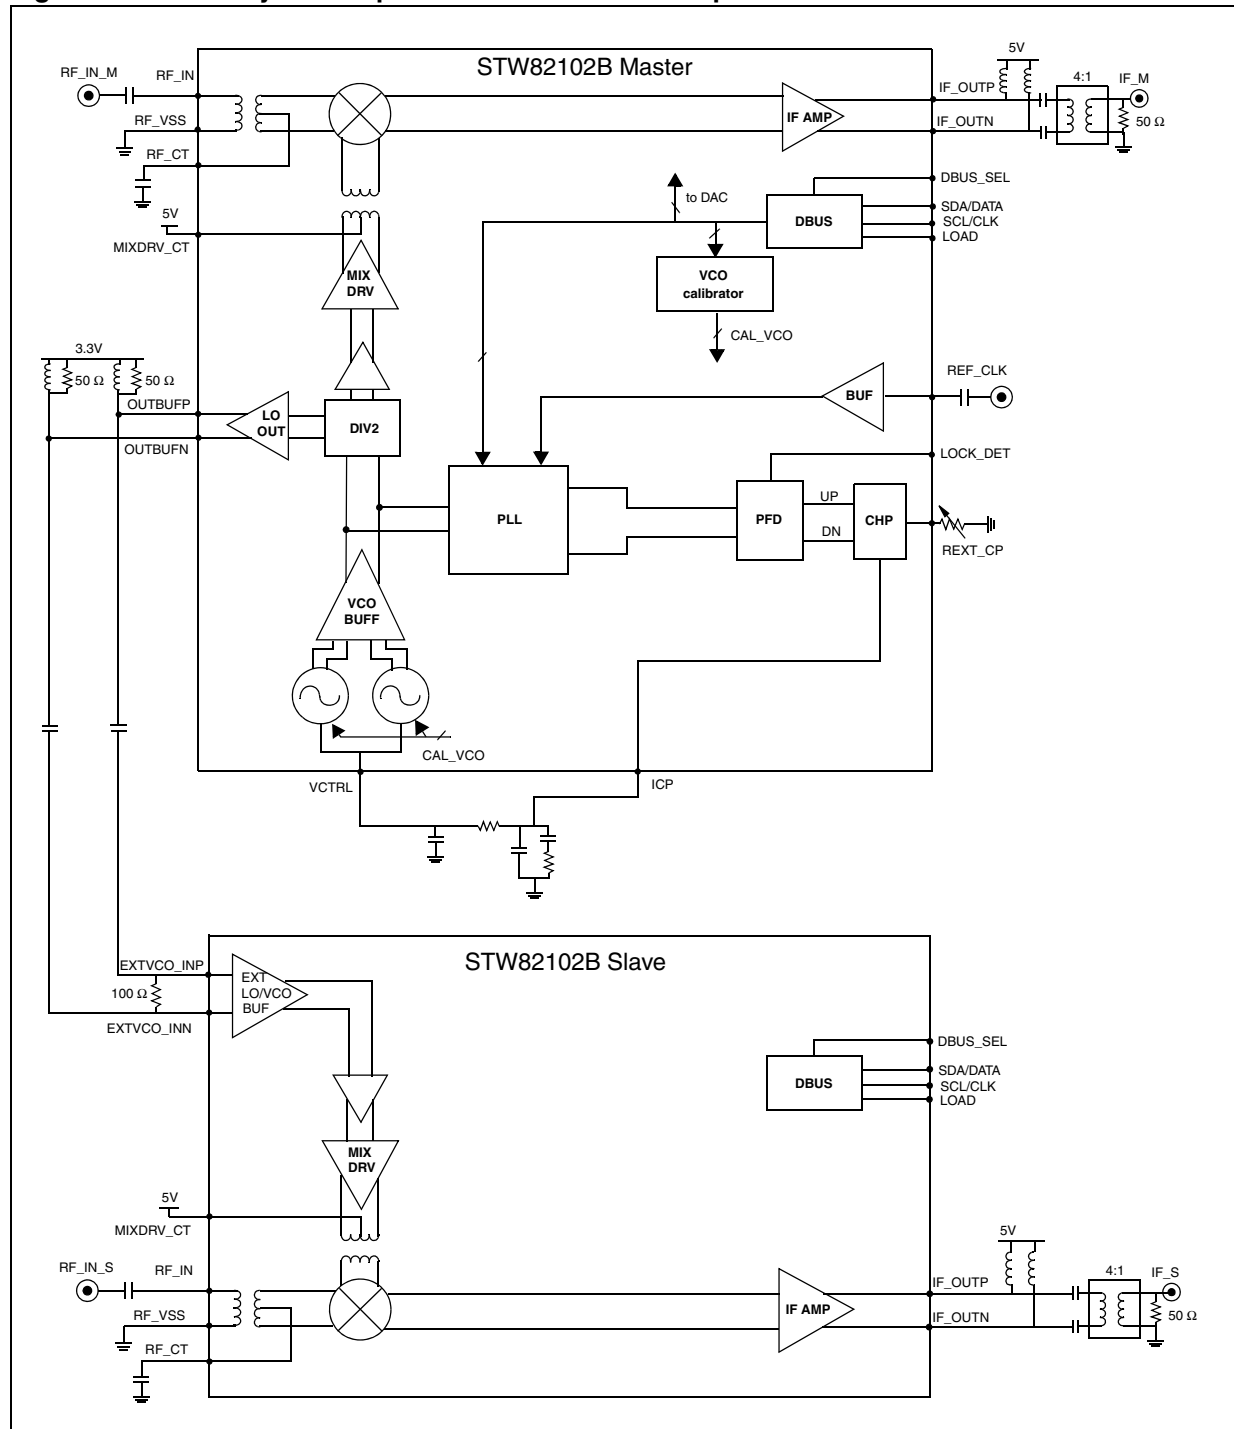 STW82102B Master
5V
RF_IN_M
RF_IN
IF_OUTP
4:1
IF_M
RF_VSS
IF AMP
IF_OUTN
50 Ω
RF_CT
DBUS_SEL
to DAC
5V
DBUS
SDA/DATA
SCL/CLK
LOAD
MIXDRV_CT
MIX
DRV
VCO
calibrator
CAL_VCO
3.3V
50 Ω
50 Ω
REF_CLK
BUF
OUTBUFP
LO
OUT
DIV2
OUTBUFN
LOCK_DET
PLL
PFD
UP
DN
CHP
REXT_CP
VCO
BUFF
CAL_VCO
VCTRL
ICP
STW82102B Slave
EXTVCO_INP
EXT
LO/VCO
BUF
100 Ω
EXTVCO_INN
DBUS_SEL
DBUS
SDA/DATA
SCL/CLK
LOAD
MIX
DRV
5V
MIXDRV_CT
5V
RF_IN_S
RF_IN
IF_OUTP
4:1
IF_S
RF_VSS
IF AMP
IF_OUTN
50 Ω
RF_CT